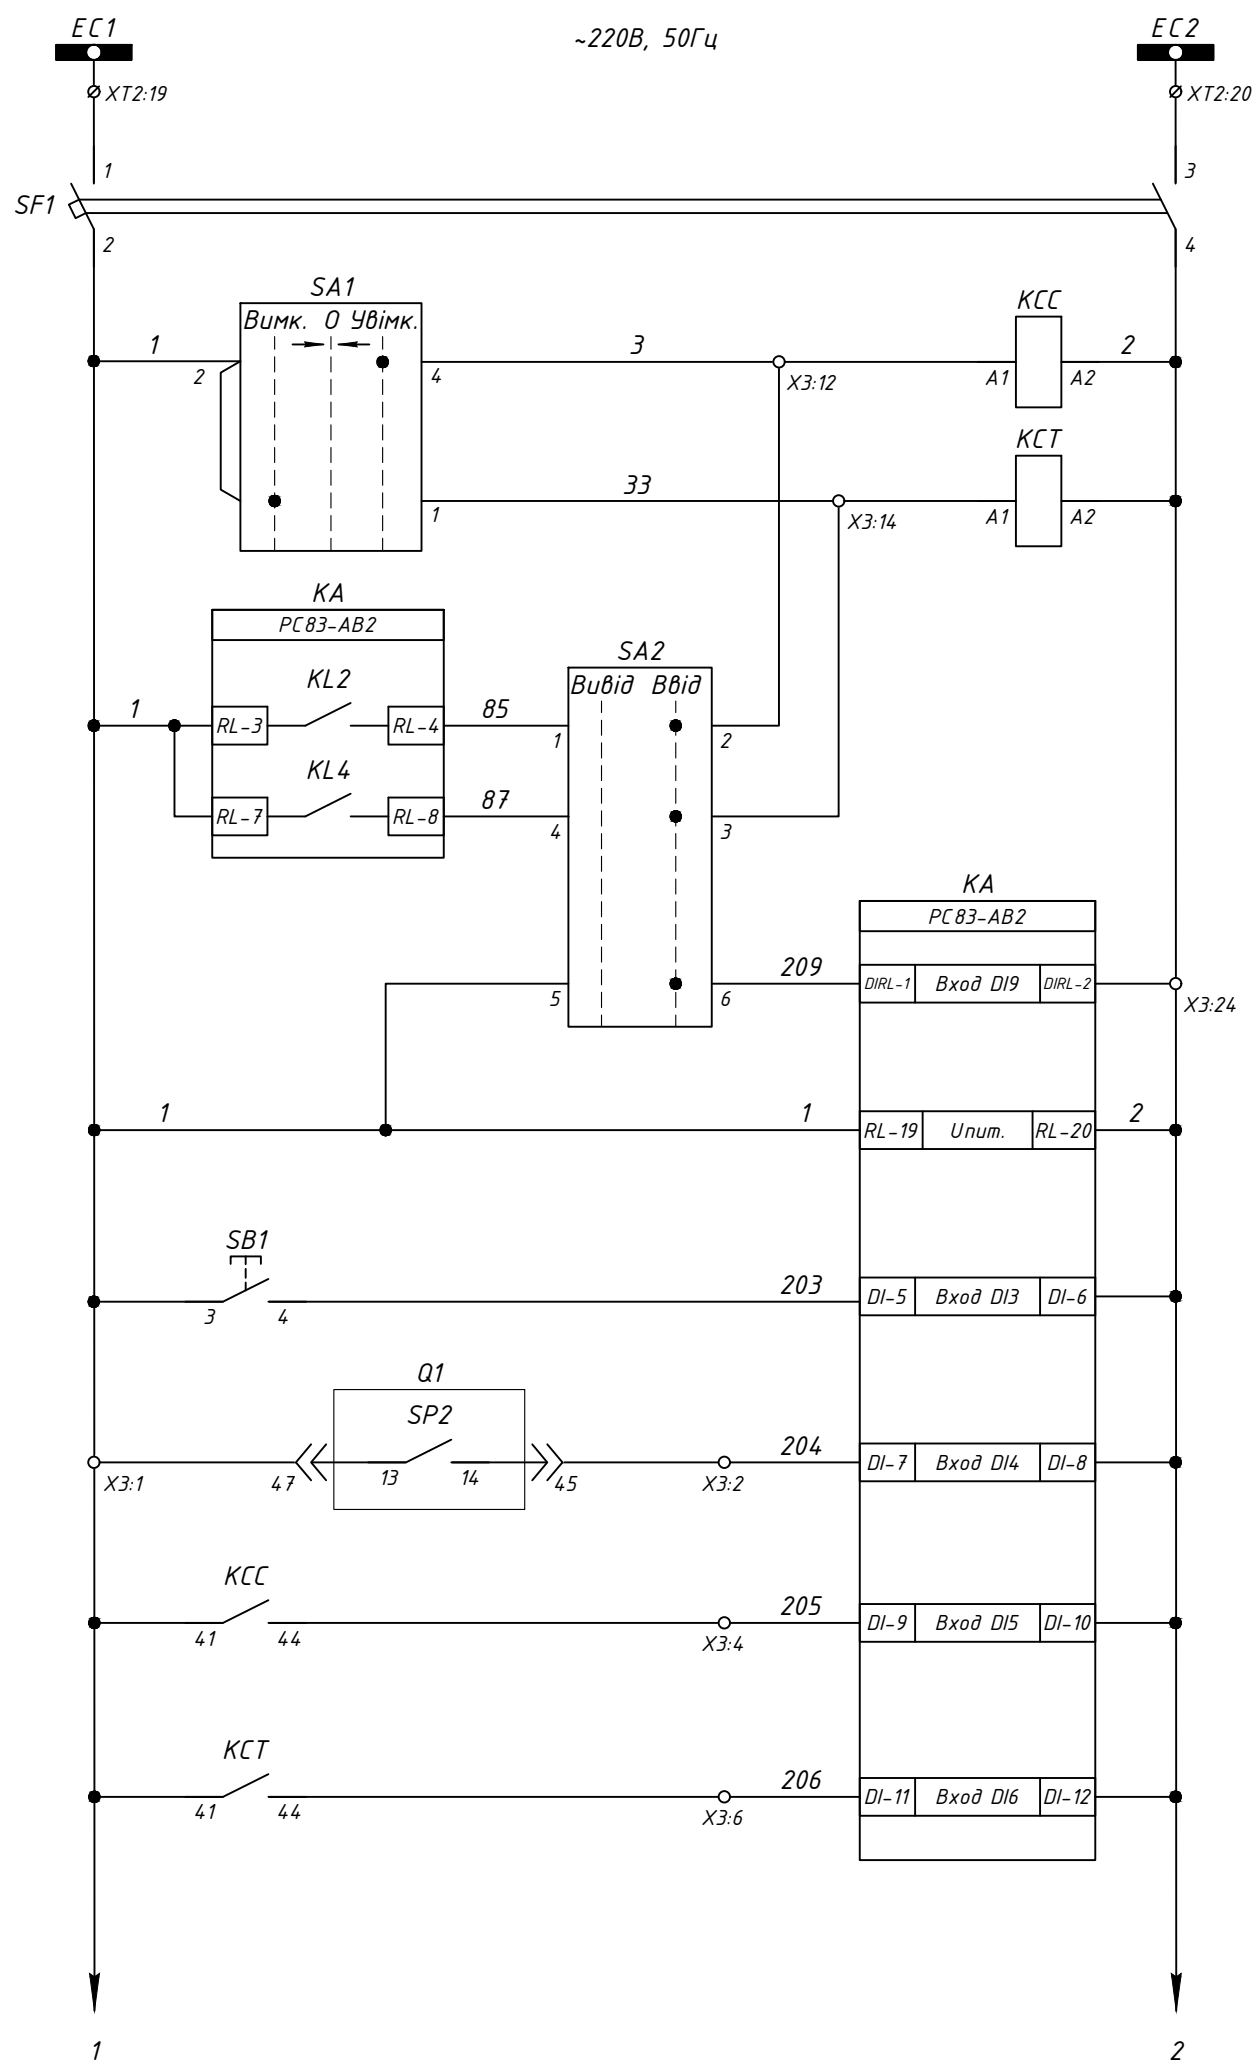 EC1 ~220В, 50Гц EC2
XT2:19 XT2:20
1 3
SF1
2 4
SA1 KCC
Вимк. 0 Увімк.
1 3 2
2 4 X3:12 A1 A2
KCT
33
1 X3:14 A1 A2
KA
PC83-AB2
SA2
KL2 Вивід Ввід
1 RL-3 RL-4 85
1 2
KL4
RL-7 RL-8 87
4 3
KA
PC83-AB2
209
DIRL-1 Вход DI9 DIRL-2
5 6 X3:24
1 1 2
RL-19 Uпит. RL-20
SB1
203
DI-5 Вход DI3 DI-6
3 4
Q1
SP2
204
DI-7 Вход DI4 DI-8
X3:1 47 13 14 45 X3:2
KCC
205
DI-9 Вход DI5 DI-10
41 44 X3:4
KCT
206
DI-11 Вход DI6 DI-12
41 44 X3:6
1 2